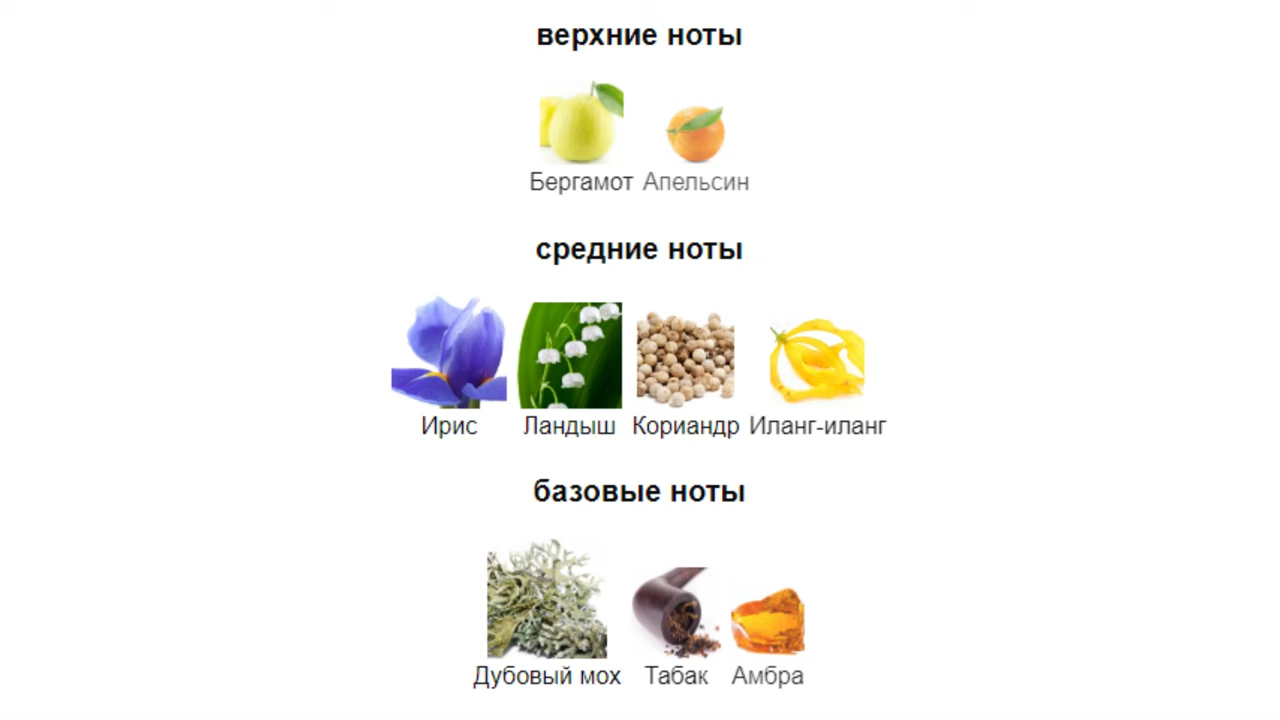 верхние ноты
Бергамот Апельсин
средние ноты
Ирис Ландыш Кориандр Иланг-иланг
базовые ноты
Дубовый мох Табак Амбра